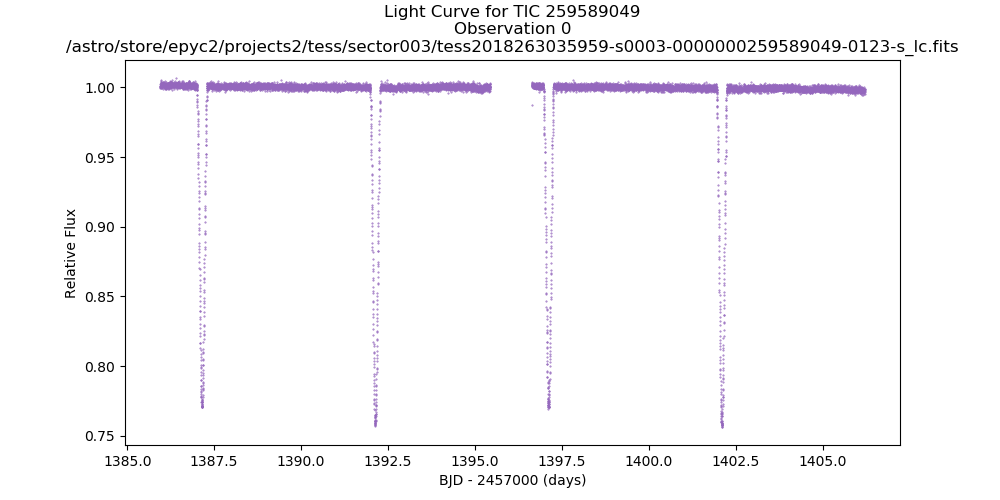 Light Curve for TIC 259589049
Observation 0
/astro/store/epyc2/projects2/tess/sector003/tess2018263035959-s0003-0000000259589049-0123-s_lc.fits
1.00
0.95
0.90
0.85
0.80
0.75
Relative Flux
1385.0 1387.5 1390.0 1392.5 1395.0 1397.5 1400.0 1402.5 1405.0
BJD - 2457000 (days)